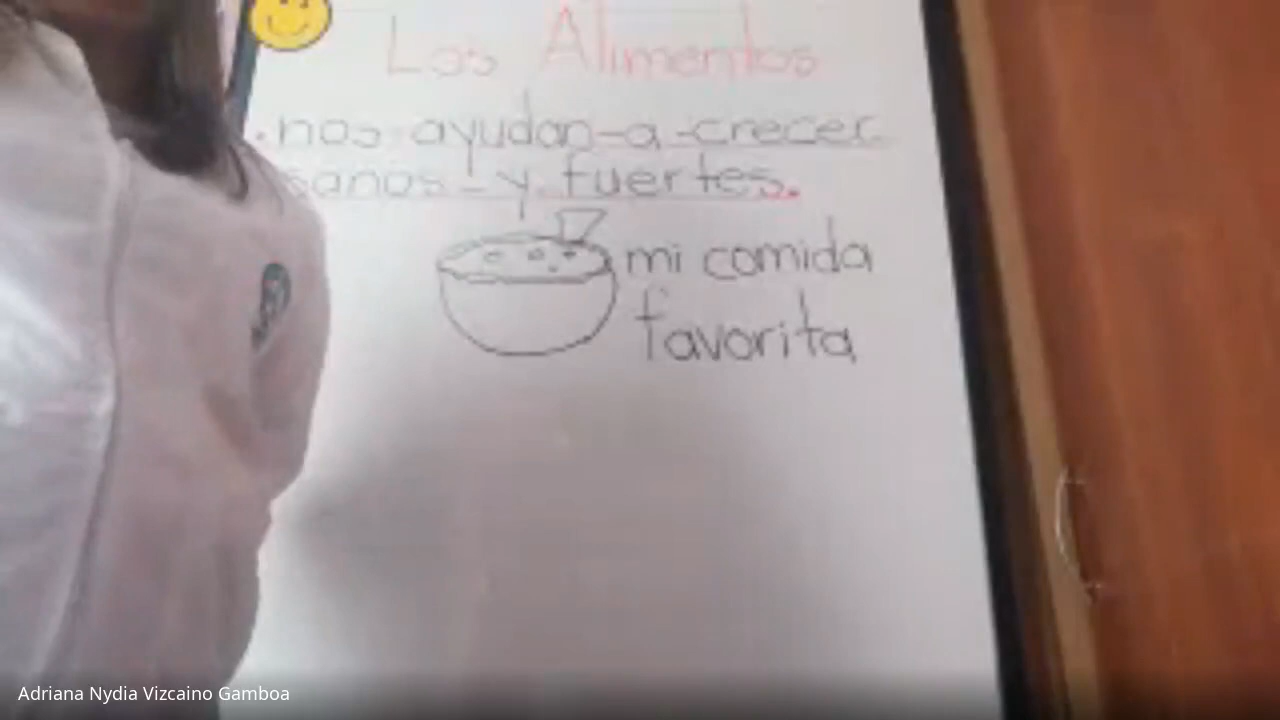 Los Alimentos
nos ayudan a crecer
sanos y fuertes.
mi comida
favorita
Adriana Nydia Vizcaino Gamboa